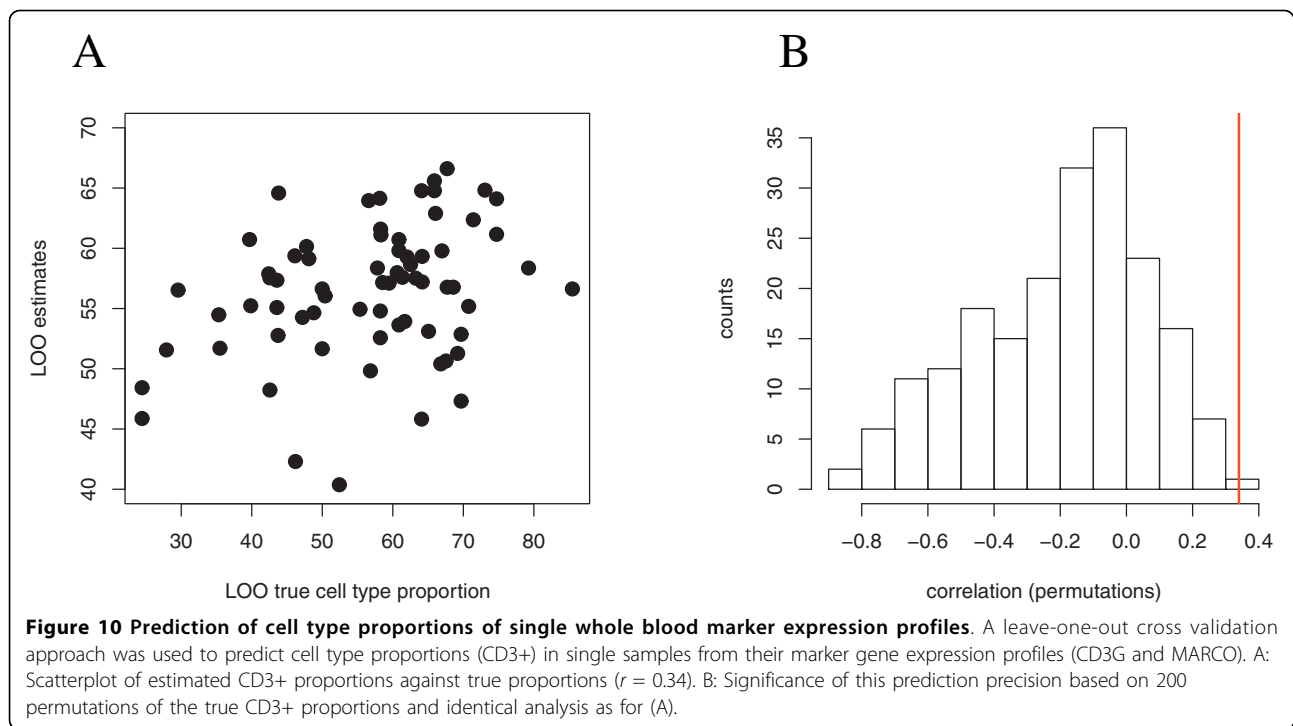 A
B
70
65
60
55
50
45
40
LOO estimates
30 40 50 60 70 80
LOO true cell type proportion
35
30
25
20
15
10
5
0
counts
−0.8 −0.6 −0.4 −0.2 0.0 0.2 0.4
correlation (permutations)
Figure 10 Prediction of cell type proportions of single whole blood marker expression profiles. A leave-one-out cross validation
approach was used to predict cell type proportions (CD3+) in single samples from their marker gene expression profiles (CD3G and MARCO). A:
Scatterplot of estimated CD3+ proportions against true proportions (r = 0.34). B: Significance of this prediction precision based on 200
permutations of the true CD3+ proportions and identical analysis as for (A).